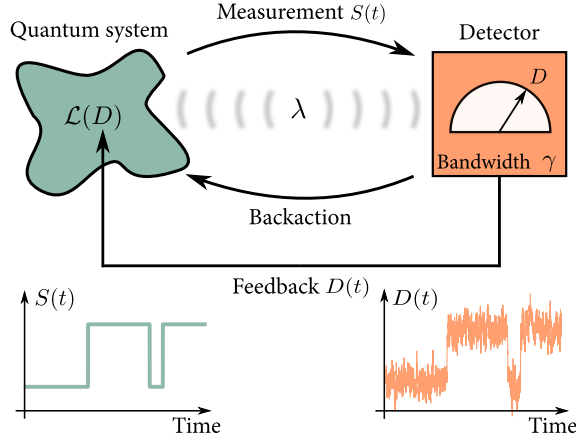 Measurement S(t)
Quantum system
Detector
ℒ(D)
λ
D
Bandwidth γ
Backaction
Feedback D(t)
S(t)
Time
D(t)
Time